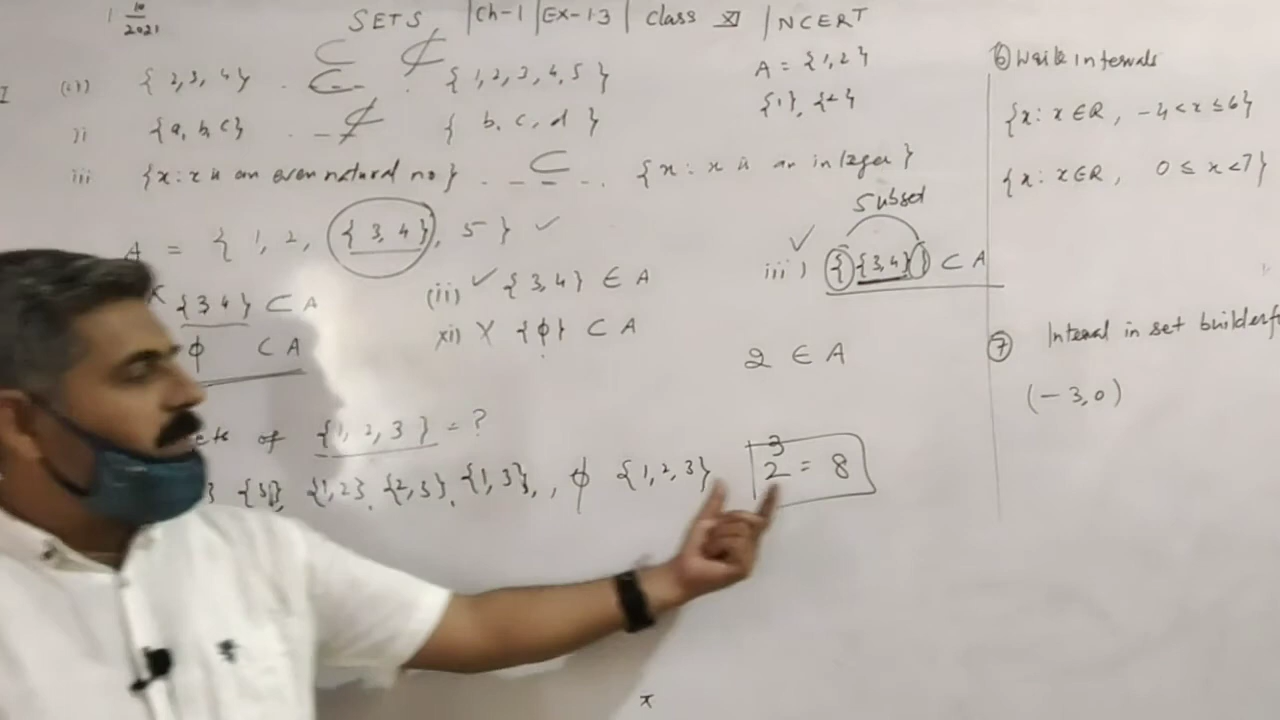 10
2021
SETS |Ch-1 |Ex-1.3 | Class XI | NCERT
⊂ ⊄
{ 2, 3, 4 } . ⊂ . { 1, 2, 3, 4, 5 }
ii {a, b, c} . _ ⊄ { b, c, d }
iii {x : x is an even natural no } . _ ⊂ _ . { x : x is an integer }
A = {1, 2}
{1}, {2}
A = { 1, 2, { 3, 4 }, 5 } ✓
{3 4} ⊂ A
(ii) ✓ { 3, 4 } ∈ A
Subset
✓
iii) { {3,4} } ⊂ A
ϕ ⊂ A
xi) X {ϕ} ⊂ A
2 ∈ A
of {1, 2, 3 } = ?
{3}, {1,2}, {2,3}, {1,3}, , ϕ {1, 2, 3}
2³ = 8
x
⑥ Write intervals
{x : x ∈ R , -4 < x ≤ 6}
{x : x ∈ R , 0 ≤ x < 7}
⑦ Interval in set builder
(-3, 0)